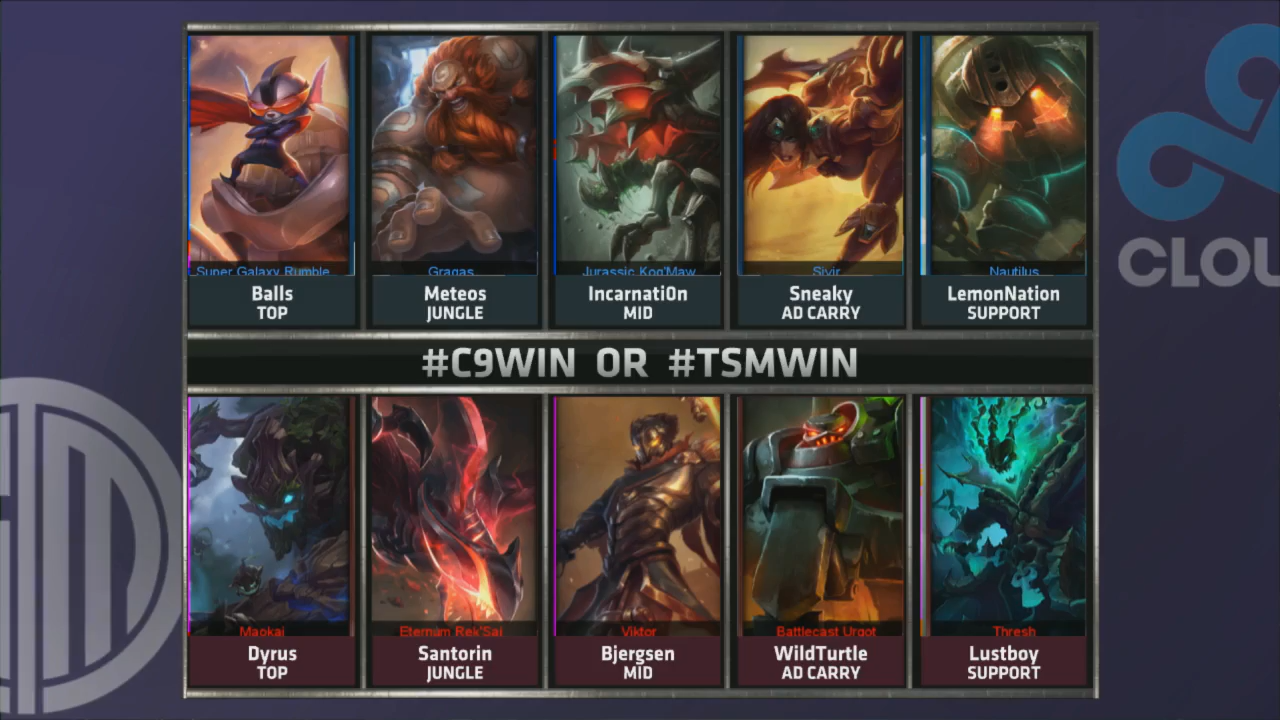 Super Galaxy Rumble
Gragas
Jurassic Kog'Maw
Sivir
Nautilus
Balls
TOP
Meteos
JUNGLE
Incarnati0n
MID
Sneaky
AD CARRY
LemonNation
SUPPORT
CLOU
#C9WIN OR #TSMWIN
Maokai
Eternum Rek'Sai
Viktor
Battlecast Urgot
Thresh
Dyrus
TOP
Santorin
JUNGLE
Bjergsen
MID
WildTurtle
AD CARRY
Lustboy
SUPPORT